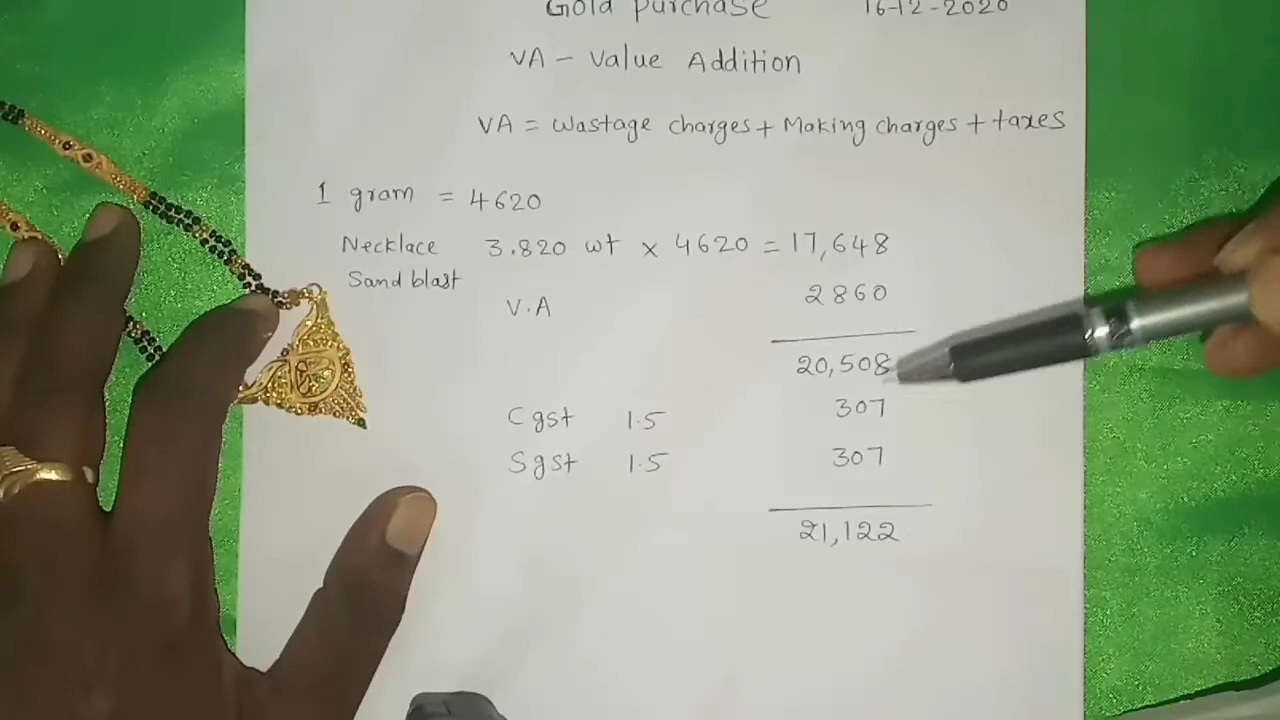 Gold Purchase 16-12-2020
VA - Value Addition
VA = Wastage charges + Making charges + taxes
1 gram = 4620
Necklace 3.820 wt x 4620 = 17,648
Sand blast
V.A 2860
20,508
Cgst 1.5 307
Sgst 1.5 307
21,122